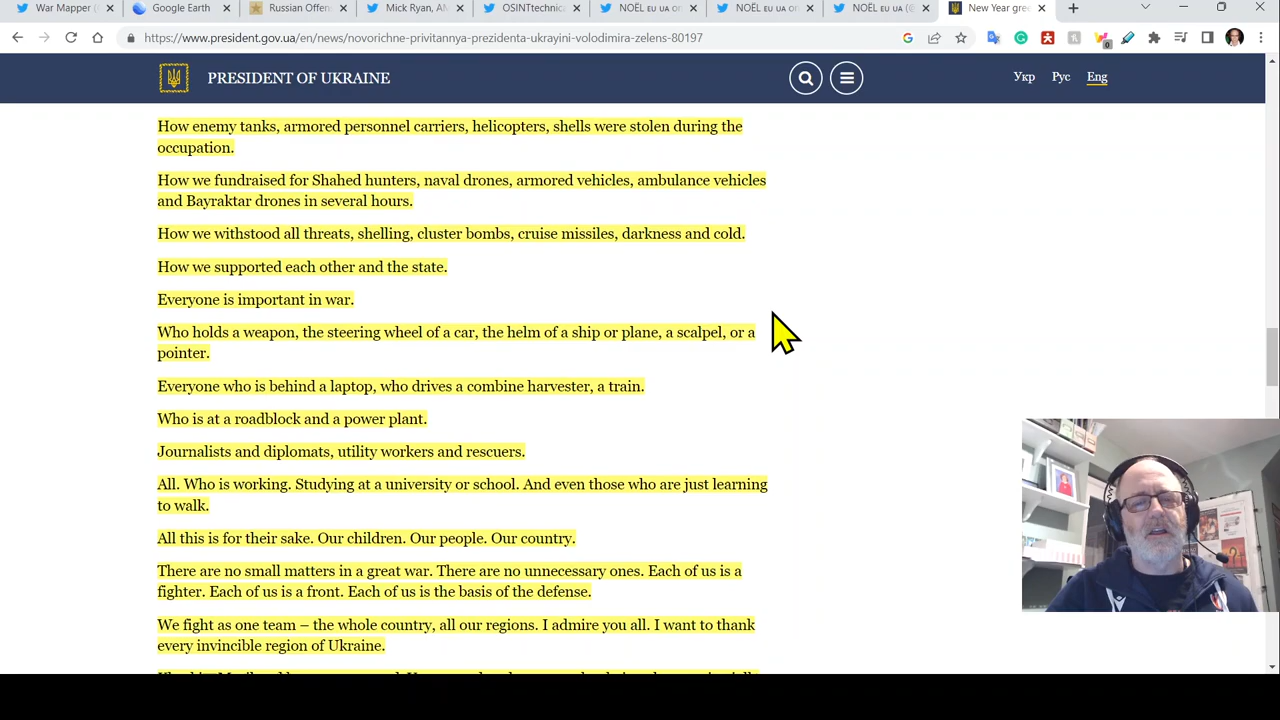 War Mapper (
Google Earth
Russian Offen
Mick Ryan, AM
OSINTtechnica
NOËL EU UA on
NOËL EU UA on
NOËL EU UA (@
New Year gree
https://www.president.gov.ua/en/news/novorichne-privitannya-prezidenta-ukrayini-volodimira-zelens-80197
PRESIDENT OF UKRAINE
Укр Рус Eng
How enemy tanks, armored personnel carriers, helicopters, shells were stolen during the
occupation.
How we fundraised for Shahed hunters, naval drones, armored vehicles, ambulance vehicles
and Bayraktar drones in several hours.
How we withstood all threats, shelling, cluster bombs, cruise missiles, darkness and cold.
How we supported each other and the state.
Everyone is important in war.
Who holds a weapon, the steering wheel of a car, the helm of a ship or plane, a scalpel, or a
pointer.
Everyone who is behind a laptop, who drives a combine harvester, a train.
Who is at a roadblock and a power plant.
Journalists and diplomats, utility workers and rescuers.
All. Who is working. Studying at a university or school. And even those who are just learning
to walk.
All this is for their sake. Our children. Our people. Our country.
There are no small matters in a great war. There are no unnecessary ones. Each of us is a
fighter. Each of us is a front. Each of us is the basis of the defense.
We fight as one team – the whole country, all our regions. I admire you all. I want to thank
every invincible region of Ukraine.